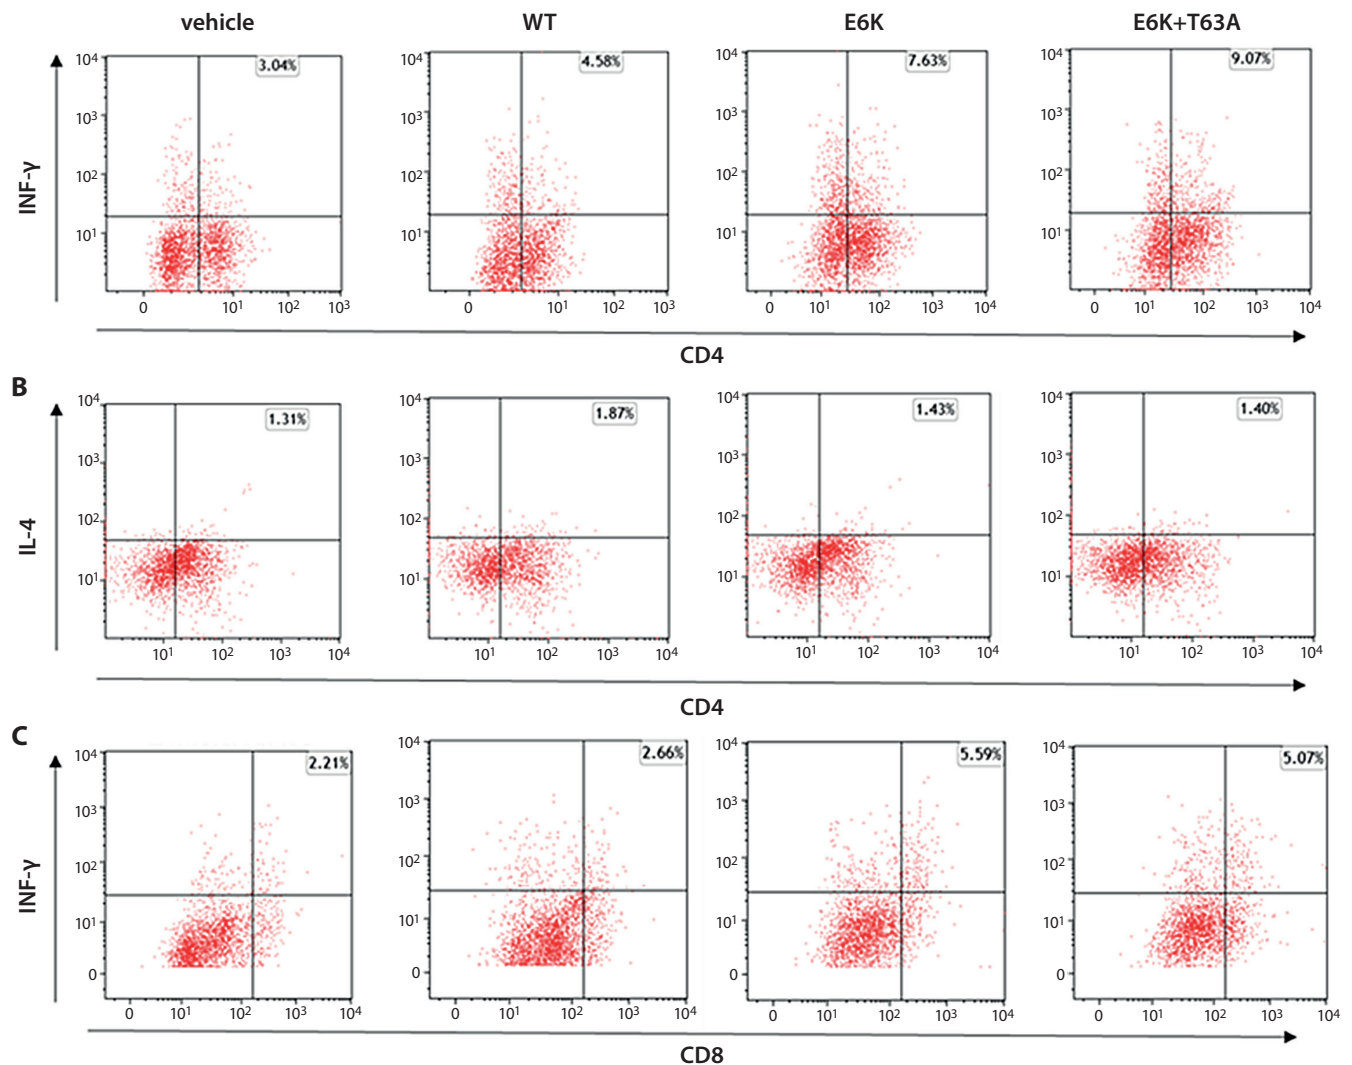 vehicle WT E6K E6K+T63A
10⁴ 3.04% 10⁴ 4.58% 10⁴ 7.63% 10⁴ 9.07%
10³ 10³ 10³ 10³
INF-γ
10² 10² 10² 10²
10¹ 10¹ 10¹ 10¹
0 10¹ 10² 10³ 0 10¹ 10² 10³ 0 10¹ 10² 10³ 10⁴ 0 10¹ 10² 10³ 10⁴
CD4
B
10⁴ 1.31% 10⁴ 1.87% 10⁴ 1.43% 10⁴ 1.40%
10³ 10³ 10³ 10³
IL-4
10² 10² 10² 10²
10¹ 10¹ 10¹ 10¹
10¹ 10² 10³ 10⁴ 10¹ 10² 10³ 10⁴ 10¹ 10² 10³ 10⁴ 10¹ 10² 10³ 10⁴
CD4
C
10⁴ 2.21% 10⁴ 2.66% 10⁴ 5.59% 10⁴ 5.07%
10³ 10³ 10³ 10³
INF-γ
10² 10² 10² 10²
10¹ 10¹ 10¹ 10¹
0 0 0 0
0 10¹ 10² 10³ 10⁴ 0 10¹ 10² 10³ 10⁴ 0 10¹ 10² 10³ 10⁴ 0 10¹ 10² 10³ 10⁴
CD8